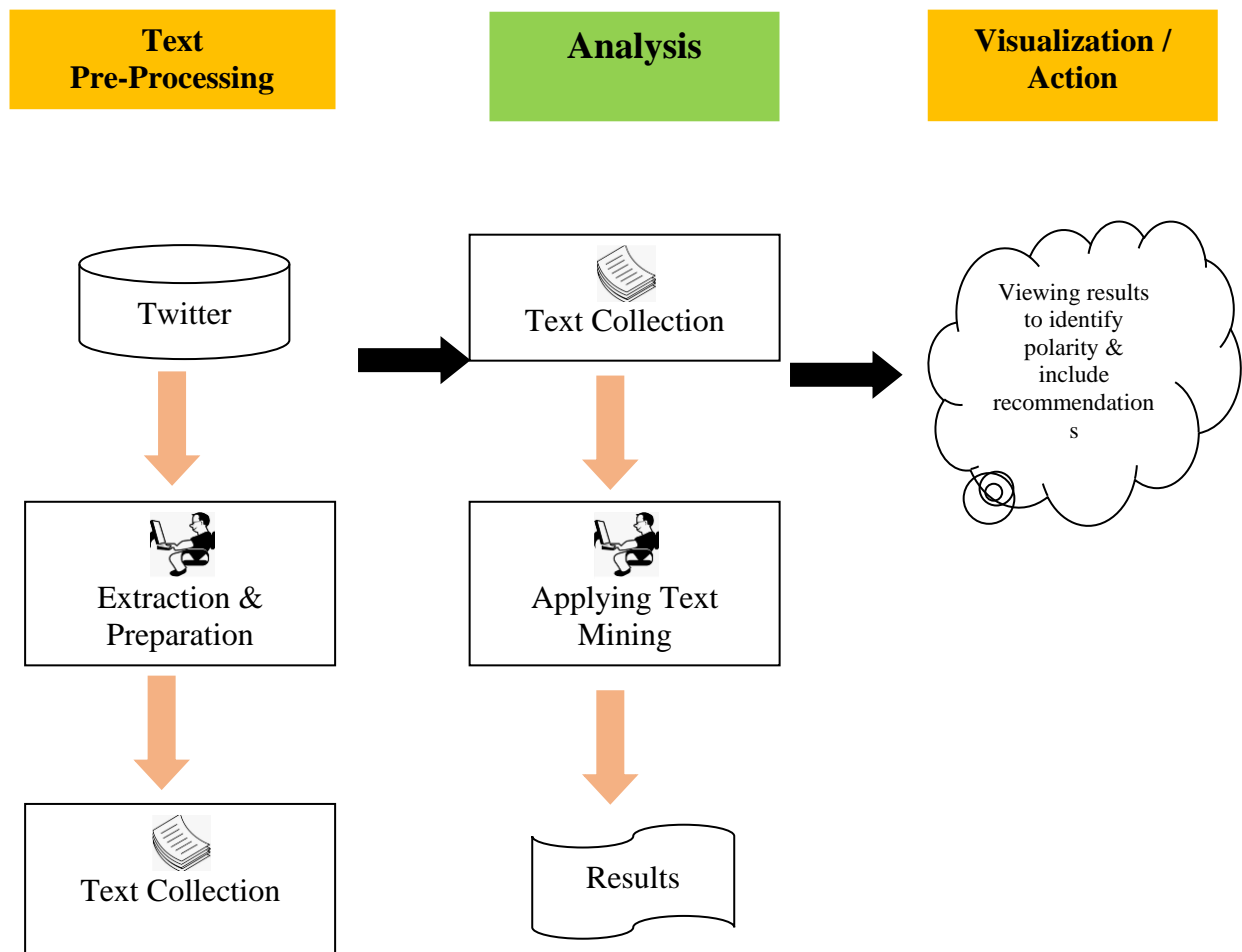 Text
Pre-Processing
Analysis
Visualization /
Action
Twitter
Extraction &
Preparation
Text Collection
Text Collection
Applying Text
Mining
Results
Viewing results
to identify
polarity &
include
recommendation
s